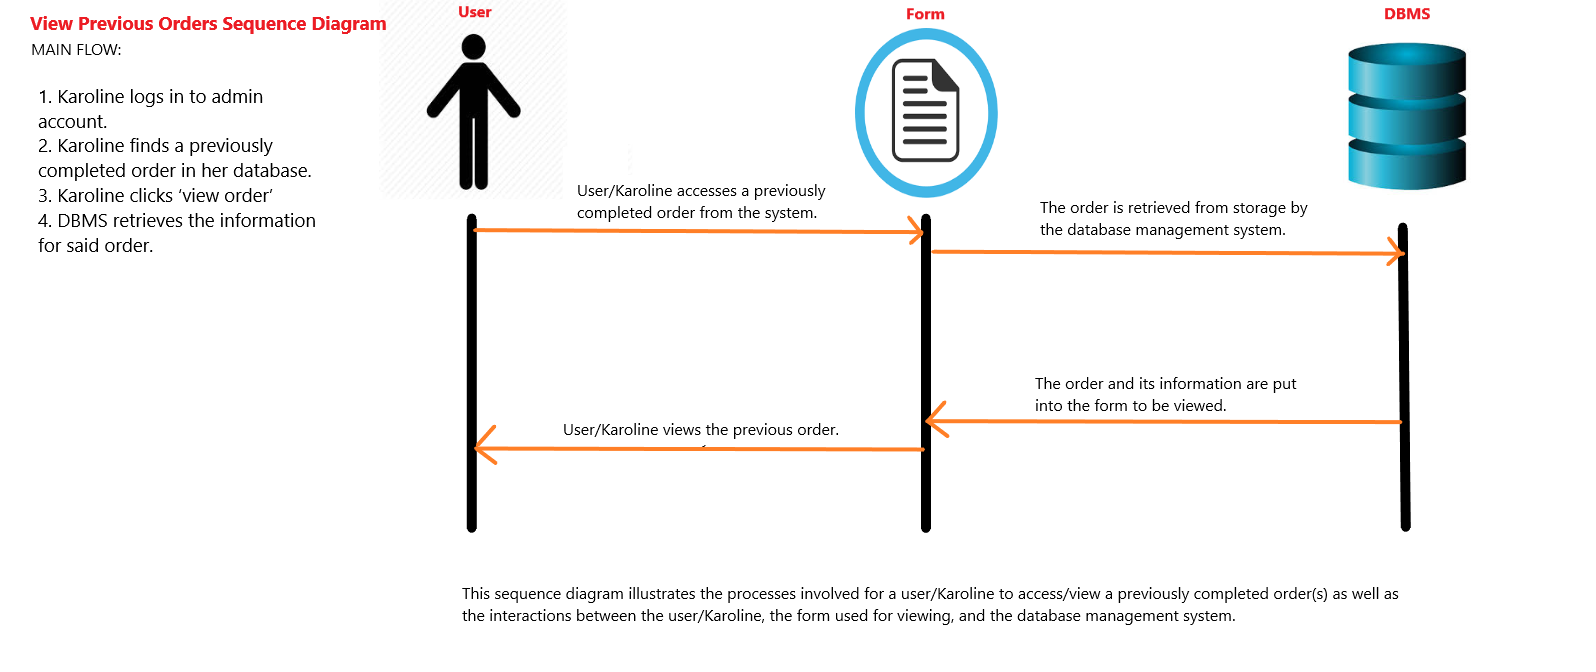 View Previous Orders Sequence Diagram
MAIN FLOW:
1. Karoline logs in to admin
account.
2. Karoline finds a previously
completed order in her database.
3. Karoline clicks ‘view order’
4. DBMS retrieves the information
for said order.
User
Form
DBMS
User/Karoline accesses a previously
completed order from the system.
The order is retrieved from storage by
the database management system.
The order and its information are put
into the form to be viewed.
User/Karoline views the previous order.
This sequence diagram illustrates the processes involved for a user/Karoline to access/view a previously completed order(s) as well as
the interactions between the user/Karoline, the form used for viewing, and the database management system.